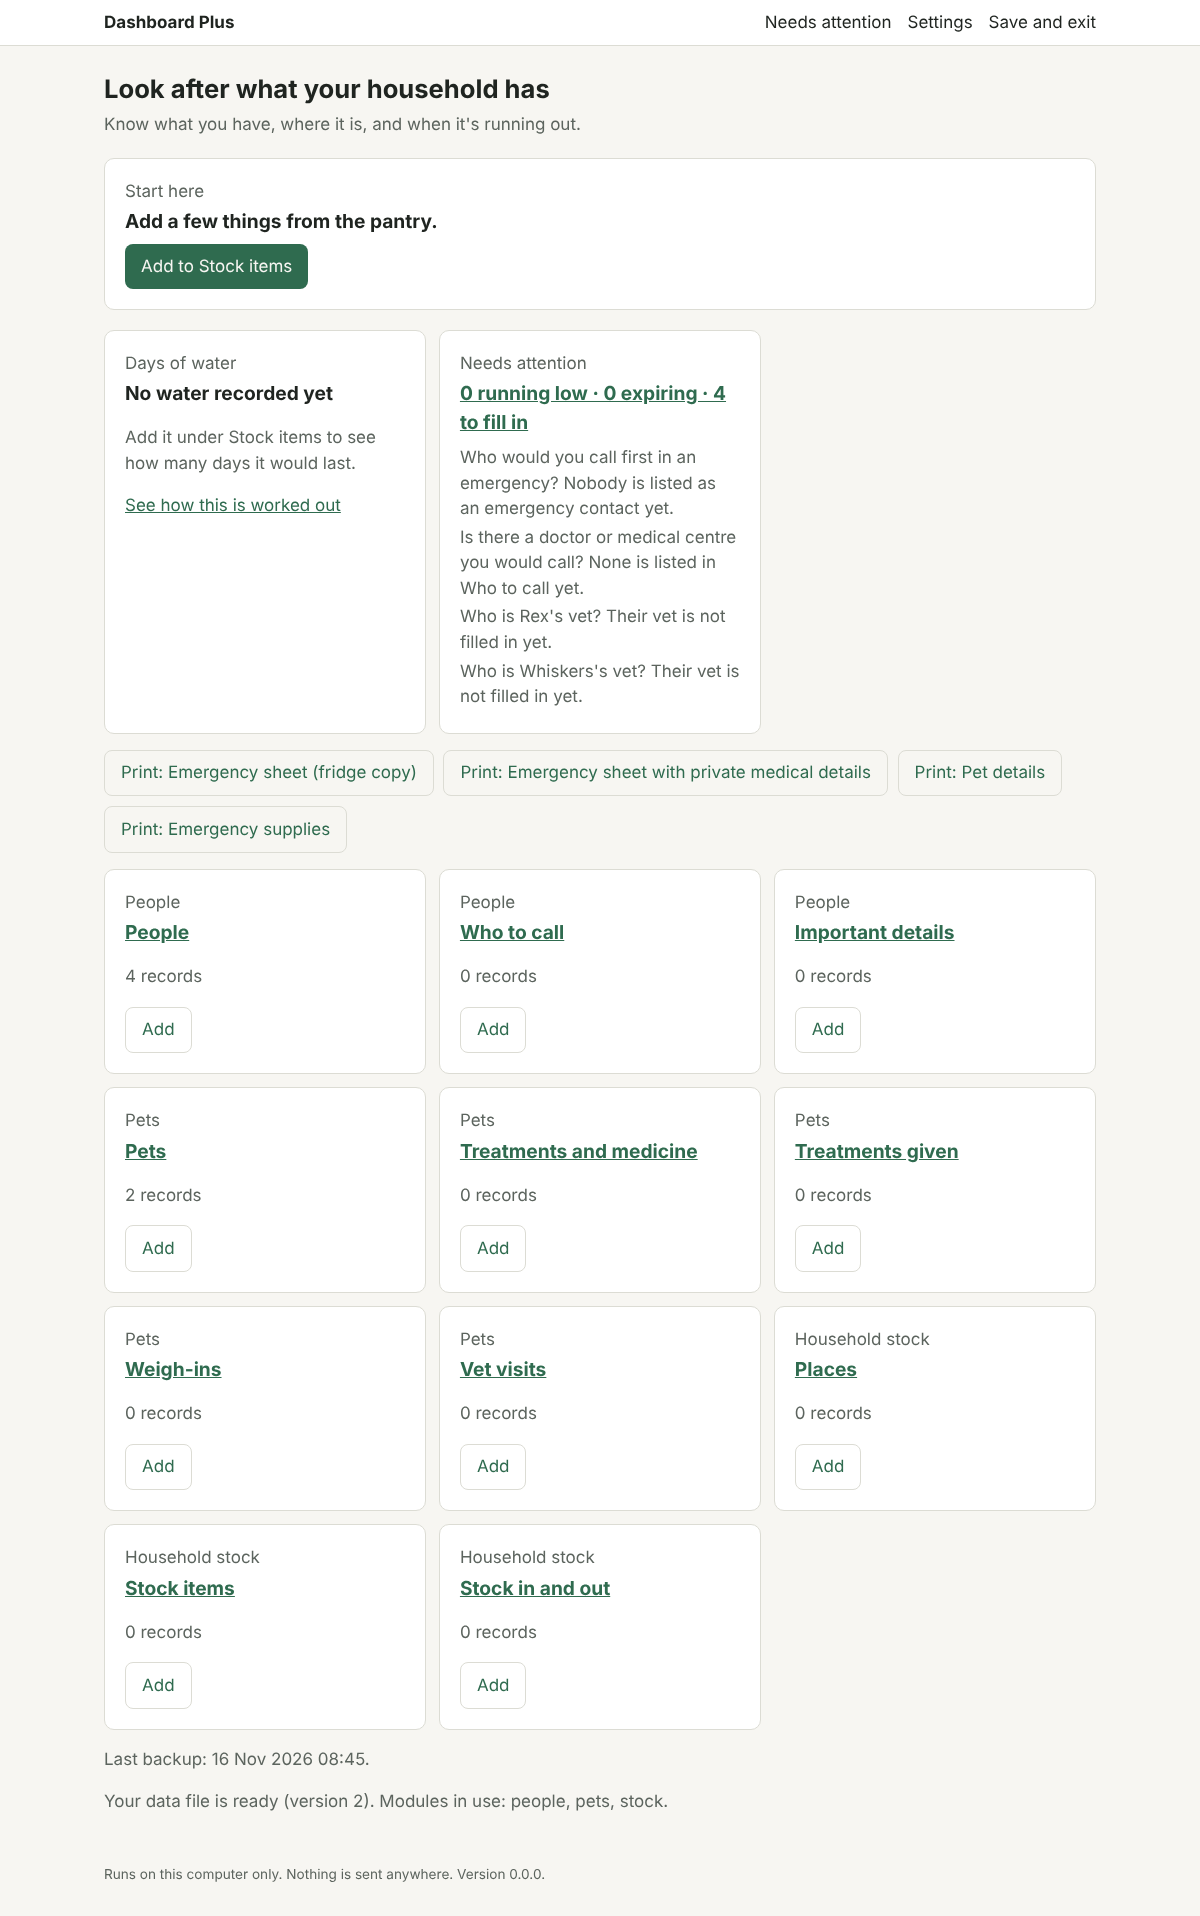 Dashboard Plus
Needs attention Settings Save and exit
Look after what your household has
Know what you have, where it is, and when it's running out.
Start here
Add a few things from the pantry.
Add to Stock items
Days of water
No water recorded yet
Add it under Stock items to see
how many days it would last.
See how this is worked out
Needs attention
0 running low · 0 expiring · 4
to fill in
Who would you call first in an
emergency? Nobody is listed as
an emergency contact yet.
Is there a doctor or medical centre
you would call? None is listed in
Who to call yet.
Who is Rex's vet? Their vet is not
filled in yet.
Who is Whiskers's vet? Their vet is
not filled in yet.
Print: Emergency sheet (fridge copy)
Print: Emergency sheet with private medical details
Print: Pet details
Print: Emergency supplies
People
People
4 records
Add
People
Who to call
0 records
Add
People
Important details
0 records
Add
Pets
Pets
2 records
Add
Pets
Treatments and medicine
0 records
Add
Pets
Treatments given
0 records
Add
Pets
Weigh-ins
0 records
Add
Pets
Vet visits
0 records
Add
Household stock
Places
0 records
Add
Household stock
Stock items
0 records
Add
Household stock
Stock in and out
0 records
Add
Last backup: 16 Nov 2026 08:45.
Your data file is ready (version 2). Modules in use: people, pets, stock.
Runs on this computer only. Nothing is sent anywhere. Version 0.0.0.